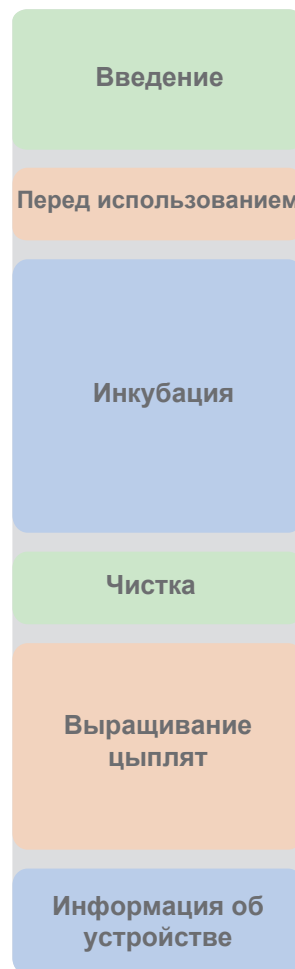 Введение
Перед использованием
Инкубация
Чистка
Выращивание
цыплят
Информация об
устройстве